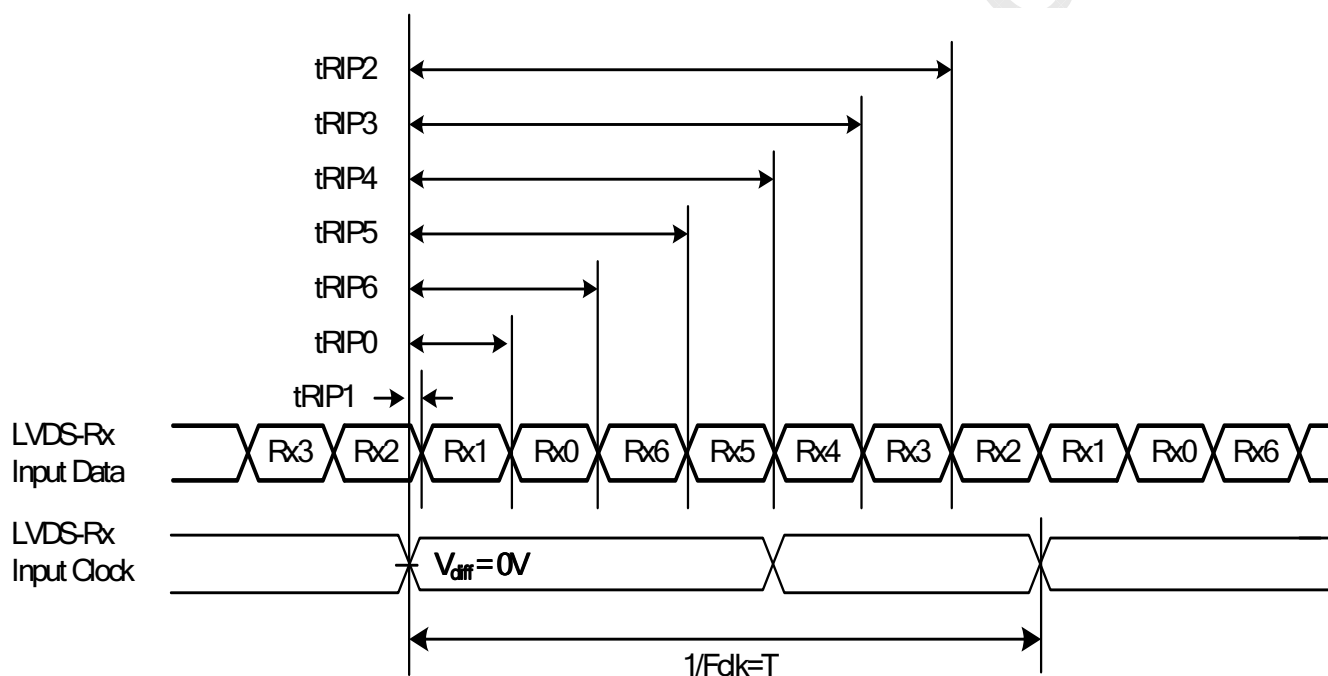 tRIP2
tRIP3
tRIP4
tRIP5
tRIP6
tRIP0
tRIP1
LVDS-Rx
Input Data
Rx3 Rx2 Rx1 Rx0 Rx6 Rx5 Rx4 Rx3 Rx2 Rx1 Rx0 Rx6
LVDS-Rx
Input Clock
Vdiff = 0V
1/Fclk=T